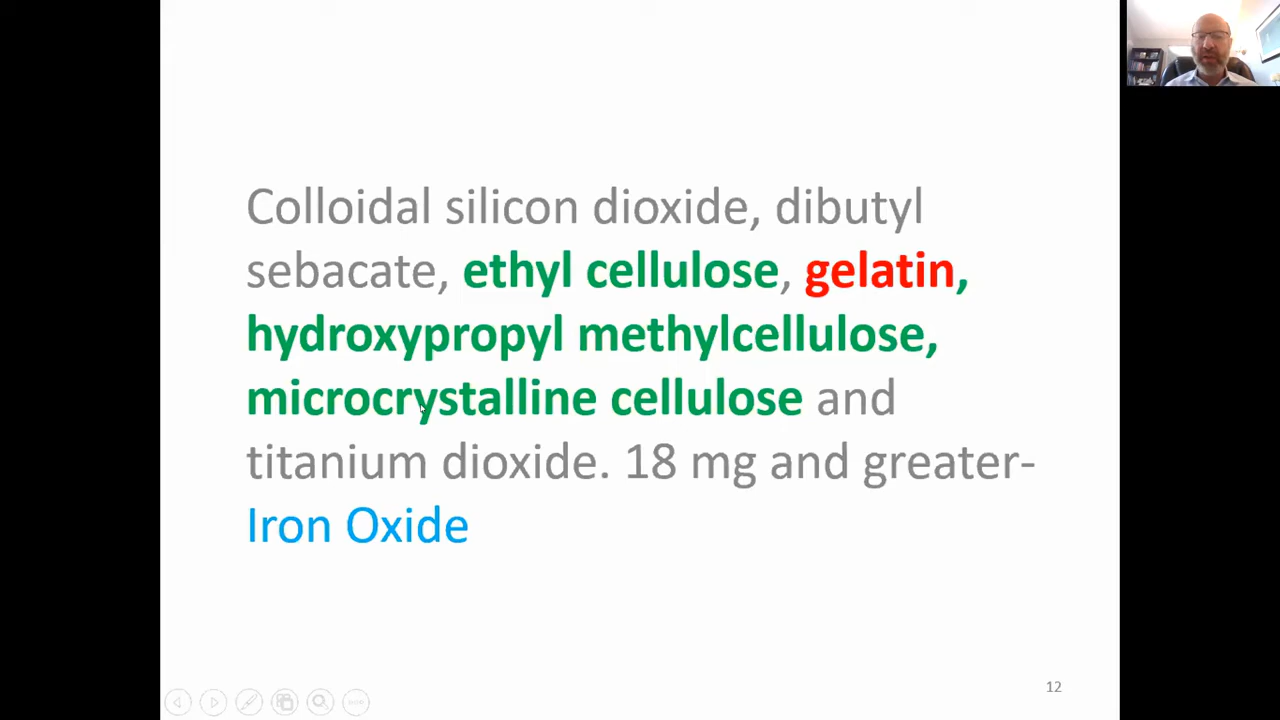 Colloidal silicon dioxide, dibutyl
sebacate, ethyl cellulose, gelatin,
hydroxypropyl methylcellulose,
microcrystalline cellulose and
titanium dioxide. 18 mg and greater-
Iron Oxide
12